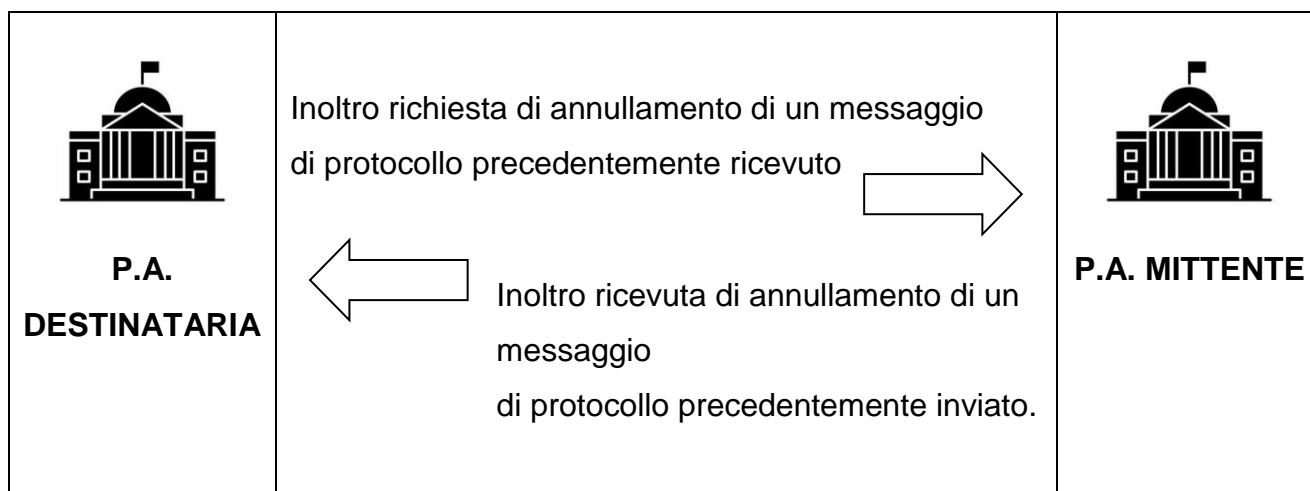 P.A.
DESTINATARIA
Inoltro richiesta di annullamento di un messaggio
di protocollo precedentemente ricevuto
Inoltro ricevuta di annullamento di un
messaggio
di protocollo precedentemente inviato.
P.A. MITTENTE